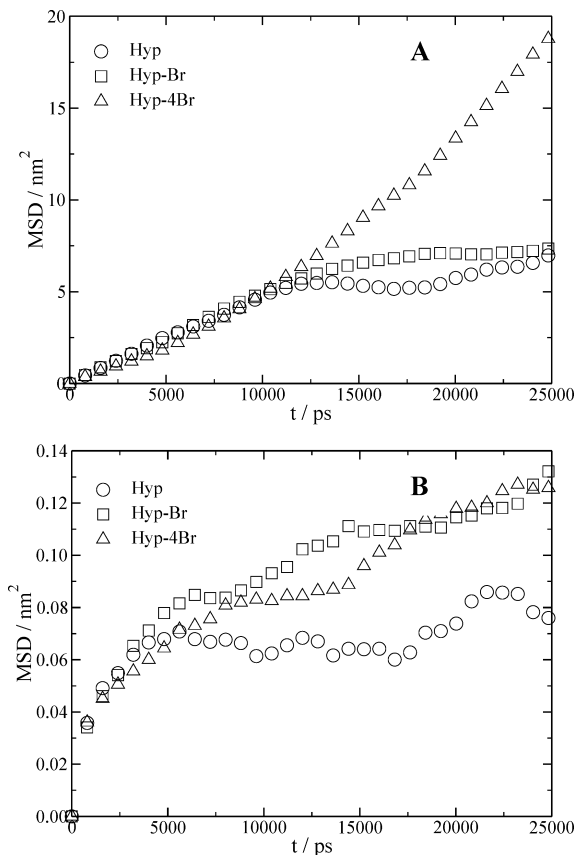 20
A
Hyp
Hyp-Br
Hyp-4Br
15
10
5
0
MSD / nm²
0 5000 10000 15000 20000 25000
t / ps
0.14
B
Hyp
Hyp-Br
Hyp-4Br
0.12
0.10
0.08
0.06
0.04
0.02
0.00
MSD / nm²
0 5000 10000 15000 20000 25000
t / ps